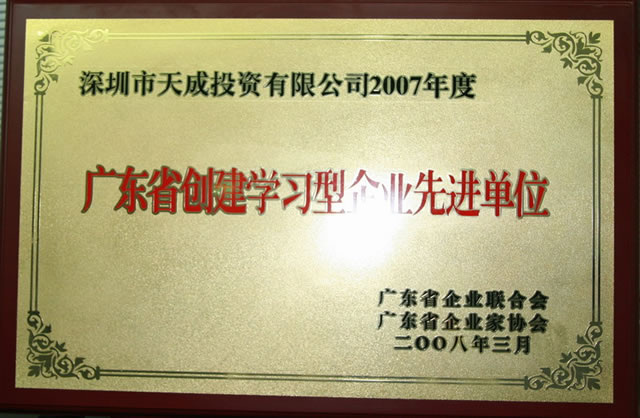 深圳市天成投资有限公司2007年度
广东省创建学习型企业先进单位
广东省企业联合会
广东省企业家协会
二〇〇八年三月